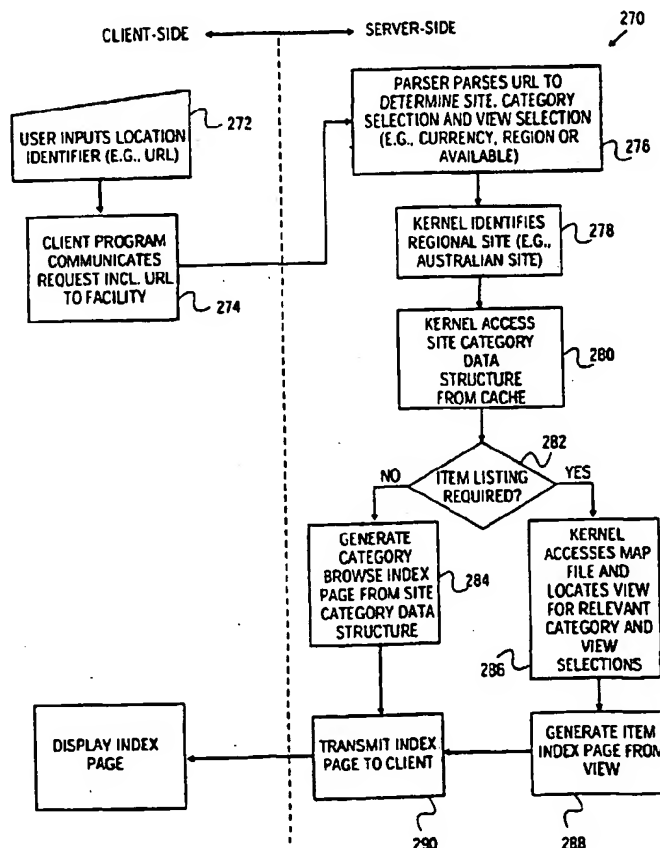 CLIENT-SIDE
SERVER-SIDE
270
USER INPUTS LOCATION
IDENTIFIER (E.G., URL)
272
CLIENT PROGRAM
COMMUNICATES
REQUEST INCL. URL
TO FACILITY
274
PARSER PARSES URL TO
DETERMINE SITE. CATEGORY
SELECTION AND VIEW SELECTION
(E.G., CURRENCY, REGION OR
AVAILABLE)
276
KERNEL IDENTIFIES
REGIONAL SITE (E.G.,
AUSTRALIAN SITE)
278
KERNEL ACCESS
SITE CATEGORY
DATA
STRUCTURE
FROM CACHE
280
282
NO
ITEM LISTING
REQUIRED?
YES
GENERATE
CATEGORY
BROWSE INDEX
PAGE FROM SITE
CATEGORY DATA
STRUCTURE
284
KERNEL
ACCESSES MAP
FILE AND
LOCATES VIEW
FOR RELEVANT
CATEGORY AND
VIEW
SELECTIONS
286
DISPLAY INDEX
PAGE
TRANSMIT INDEX
PAGE TO CLIENT
290
GENERATE ITEM
INDEX PAGE FROM
VIEW
288